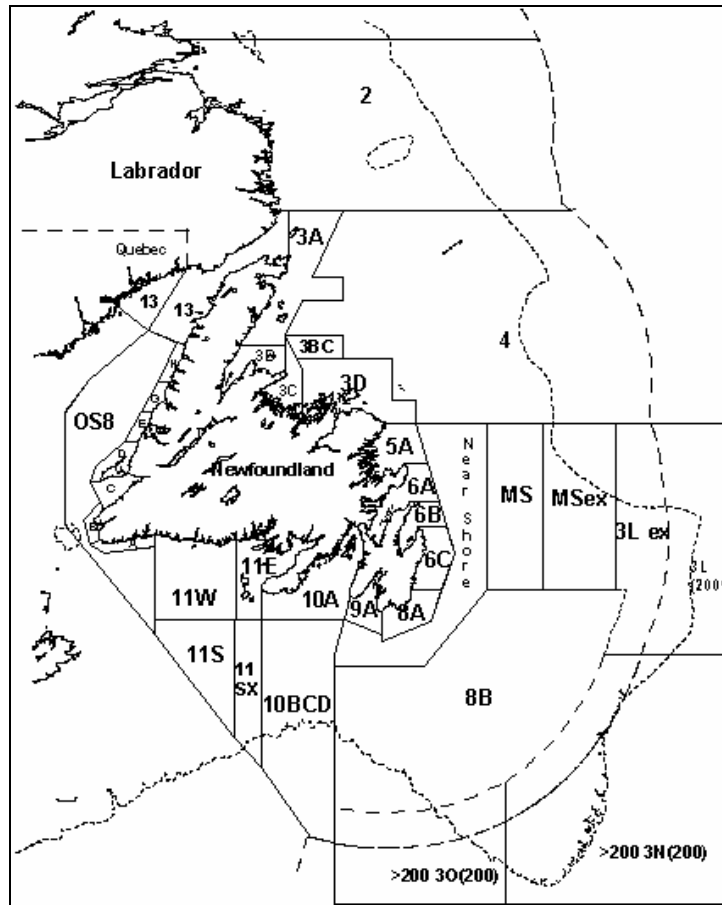 2
Labrador
Quebec
3A
13
13
4
3B
3BC
3C
3D
OS8
G
E
D
C
B
Newfoundland
5A
6A
6B
6C
Near Shore
MS
MSex
3L ex
3L
(200)
11W
11E
10A
9A
8A
11S
11
SX
10BCD
8B
>200 3O(200)
>200 3N(200)